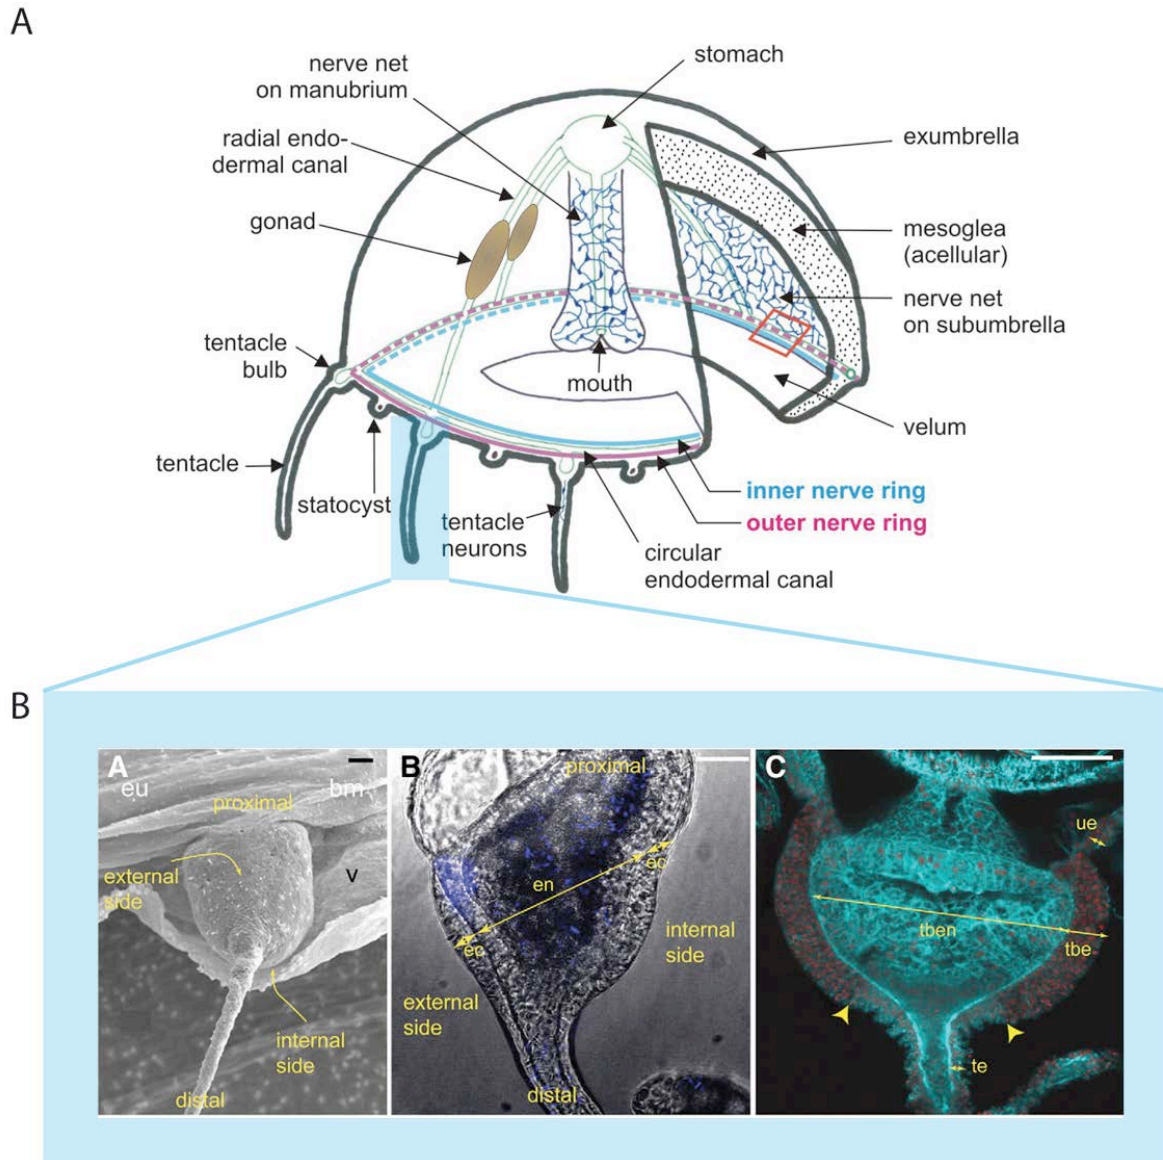 A
nerve net
on manubrium
stomach
radial endo-
dermal canal
exumbrella
gonad
mesoglea
(acellular)
nerve net
on subumbrella
tentacle
bulb
mouth
velum
tentacle
statocyst
inner nerve ring
outer nerve ring
tentacle
neurons
circular
endodermal canal
B
A
eu
bm
proximal
external
side
v
internal
side
distal
B
proximal
ec
en
ec
internal
side
external
side
distal
C
ue
tben
tbe
te